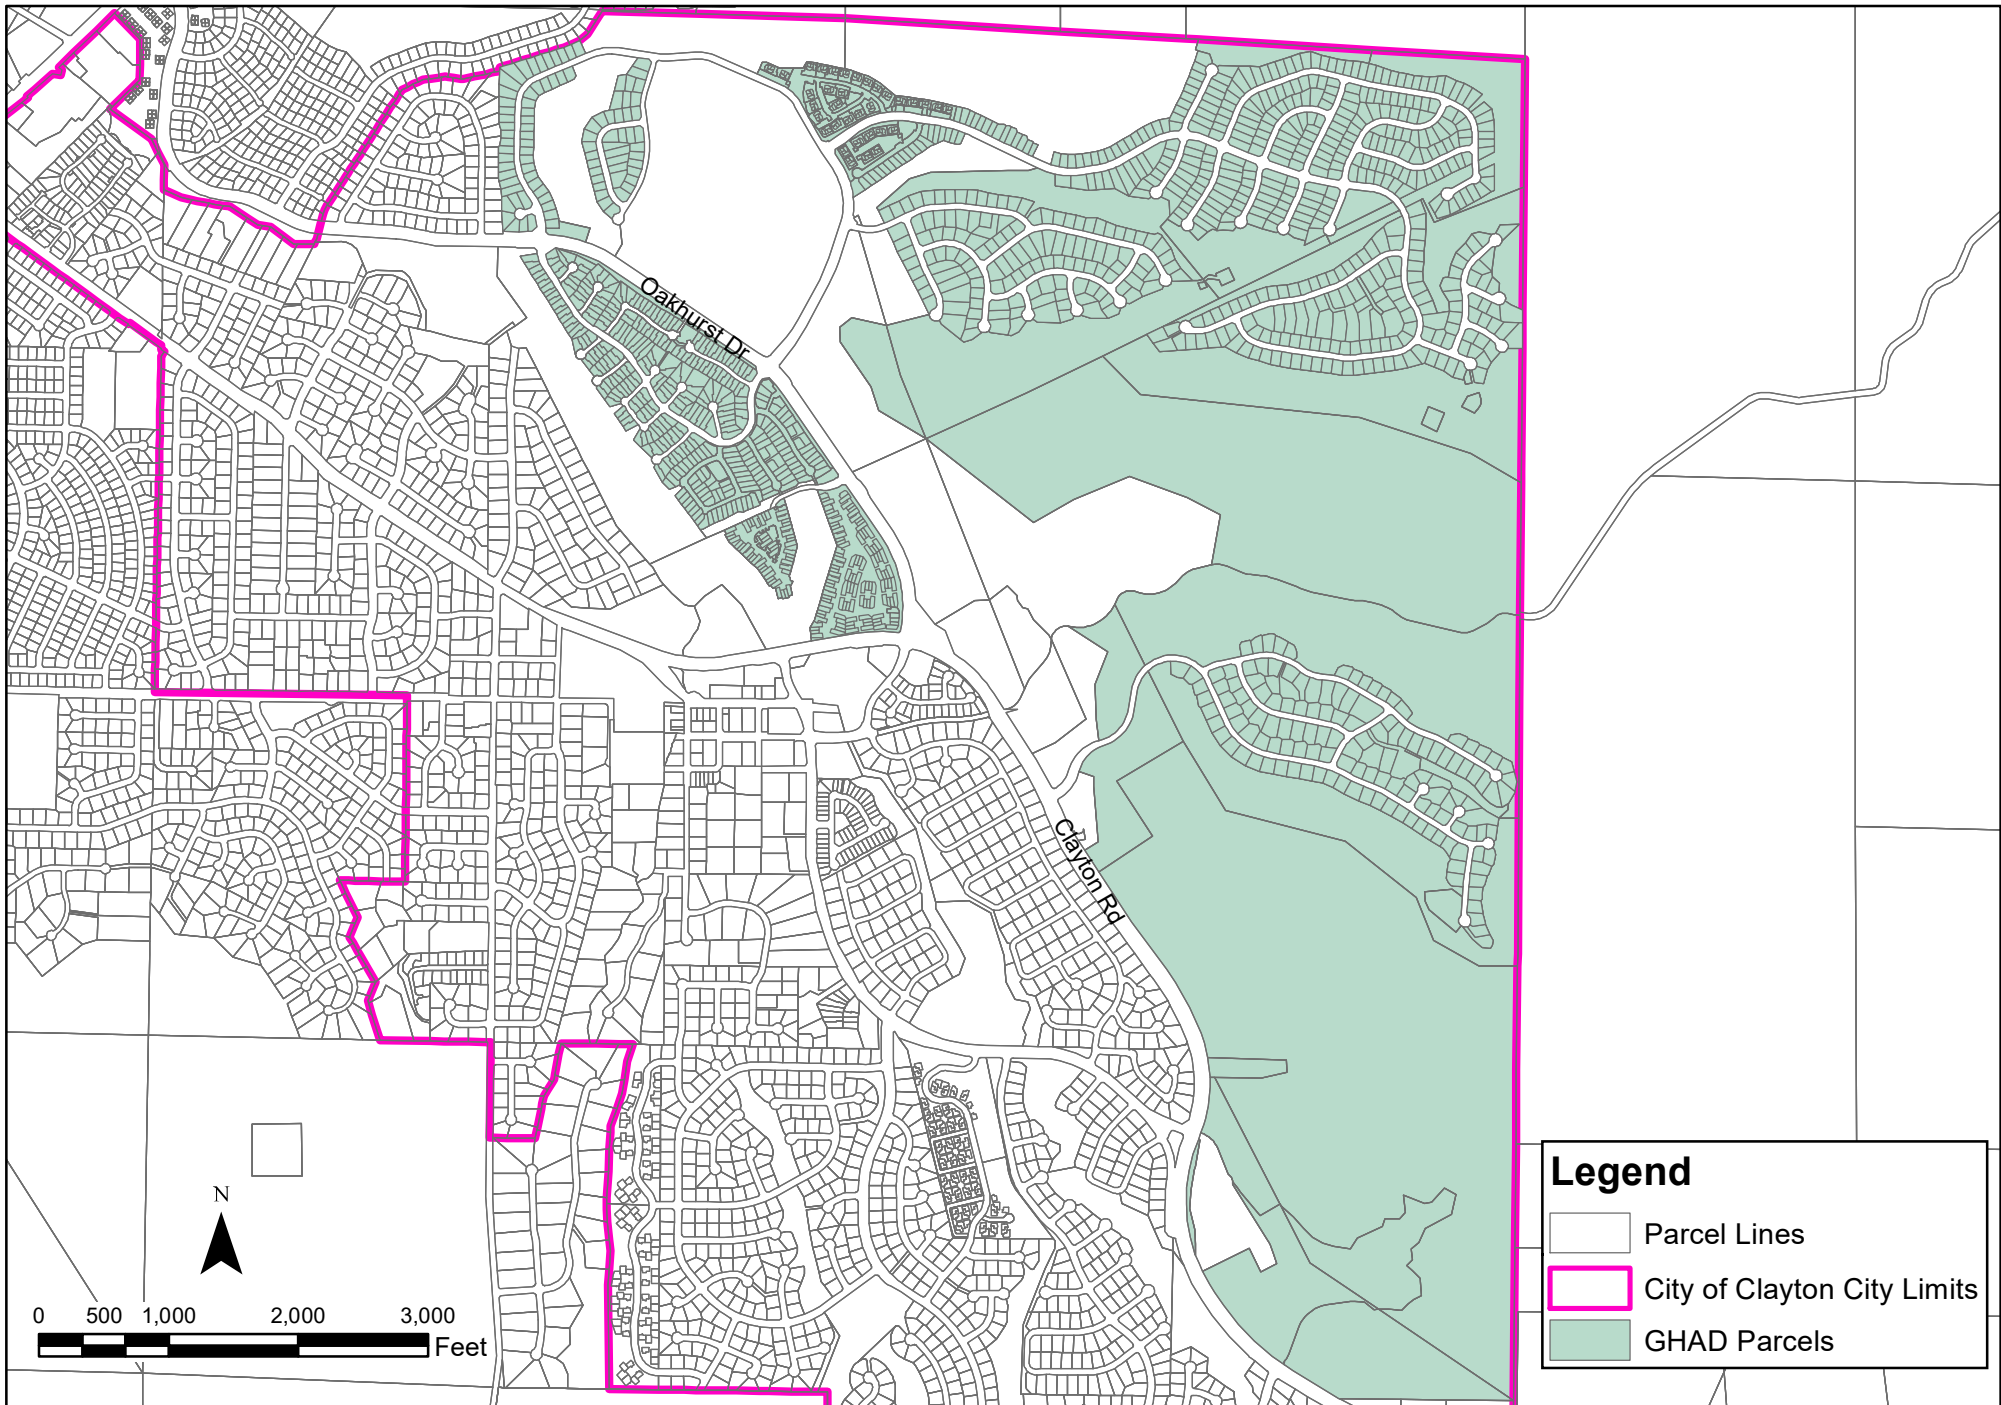 Oakhurst Dr
Clayton Rd
N
0 500 1,000 2,000 3,000
Feet
Legend
Parcel Lines
City of Clayton City Limits
GHAD Parcels